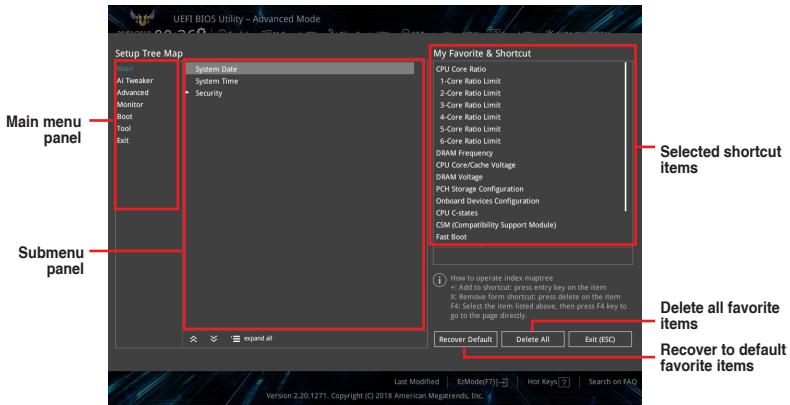 UEFI BIOS Utility – Advanced Mode
Setup Tree Map
My Favorite & Shortcut
Main
Ai Tweaker
Advanced
Monitor
Boot
Tool
Exit
System Date
System Time
Security
CPU Core Ratio
1-Core Ratio Limit
2-Core Ratio Limit
3-Core Ratio Limit
4-Core Ratio Limit
5-Core Ratio Limit
6-Core Ratio Limit
DRAM Frequency
CPU Core/Cache Voltage
DRAM Voltage
PCH Storage Configuration
Onboard Devices Configuration
CPU C-states
CSM (Compatibility Support Module)
Fast Boot
Main menu
panel
Submenu
panel
Selected shortcut
items
How to operate index maptree
+: Add to shortcut: press entry key on the item
X: Remove form shortcut: press delete on the item
F4: Select the item listed above, then press F4 key to
go to the page directly.
Delete all favorite
items
Recover to default
favorite items
expand all
Recover Default
Delete All
Exit (ESC)
Last Modified
EzMode(F7)
Hot Keys ?
Search on FAQ
Version 2.20.1271. Copyright (C) 2018 American Megatrends, Inc.